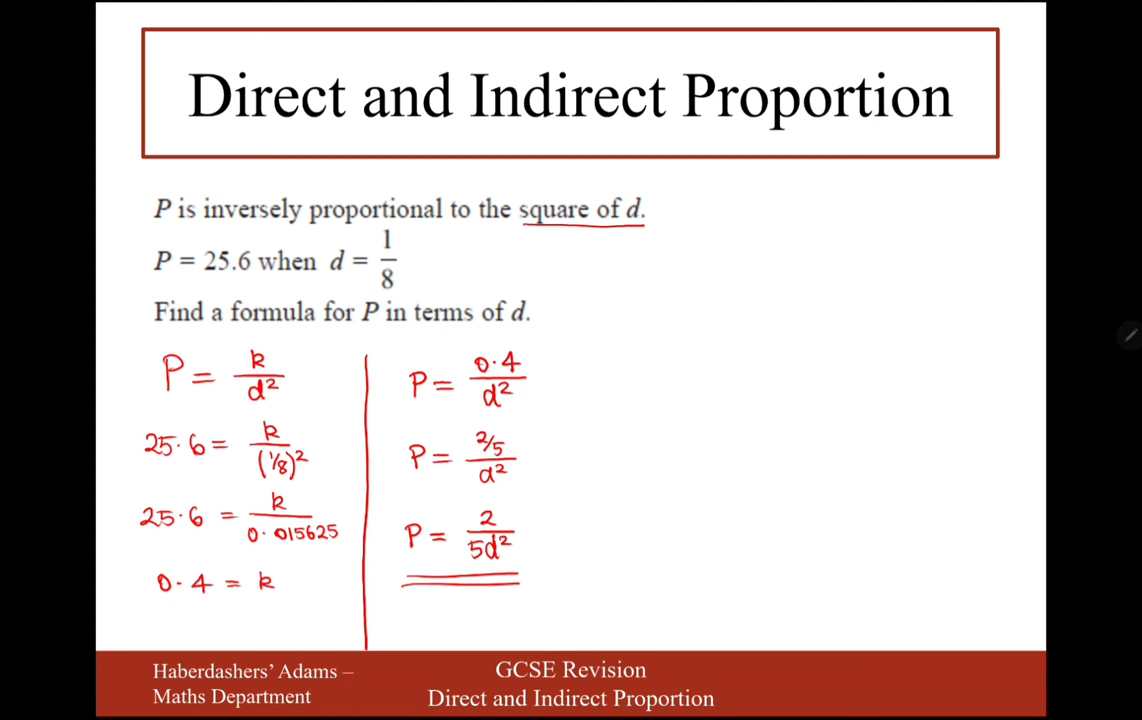 Direct and Indirect Proportion
P is inversely proportional to the square of d.
P = 25.6 when d = 1/8
Find a formula for P in terms of d.
P = k/d²
25·6 = k/(1/8)²
25·6 = k/0·015625
0·4 = k
P = 0·4/d²
P = 2/5/d²
P = 2/5d²
Haberdashers' Adams –
Maths Department
GCSE Revision
Direct and Indirect Proportion